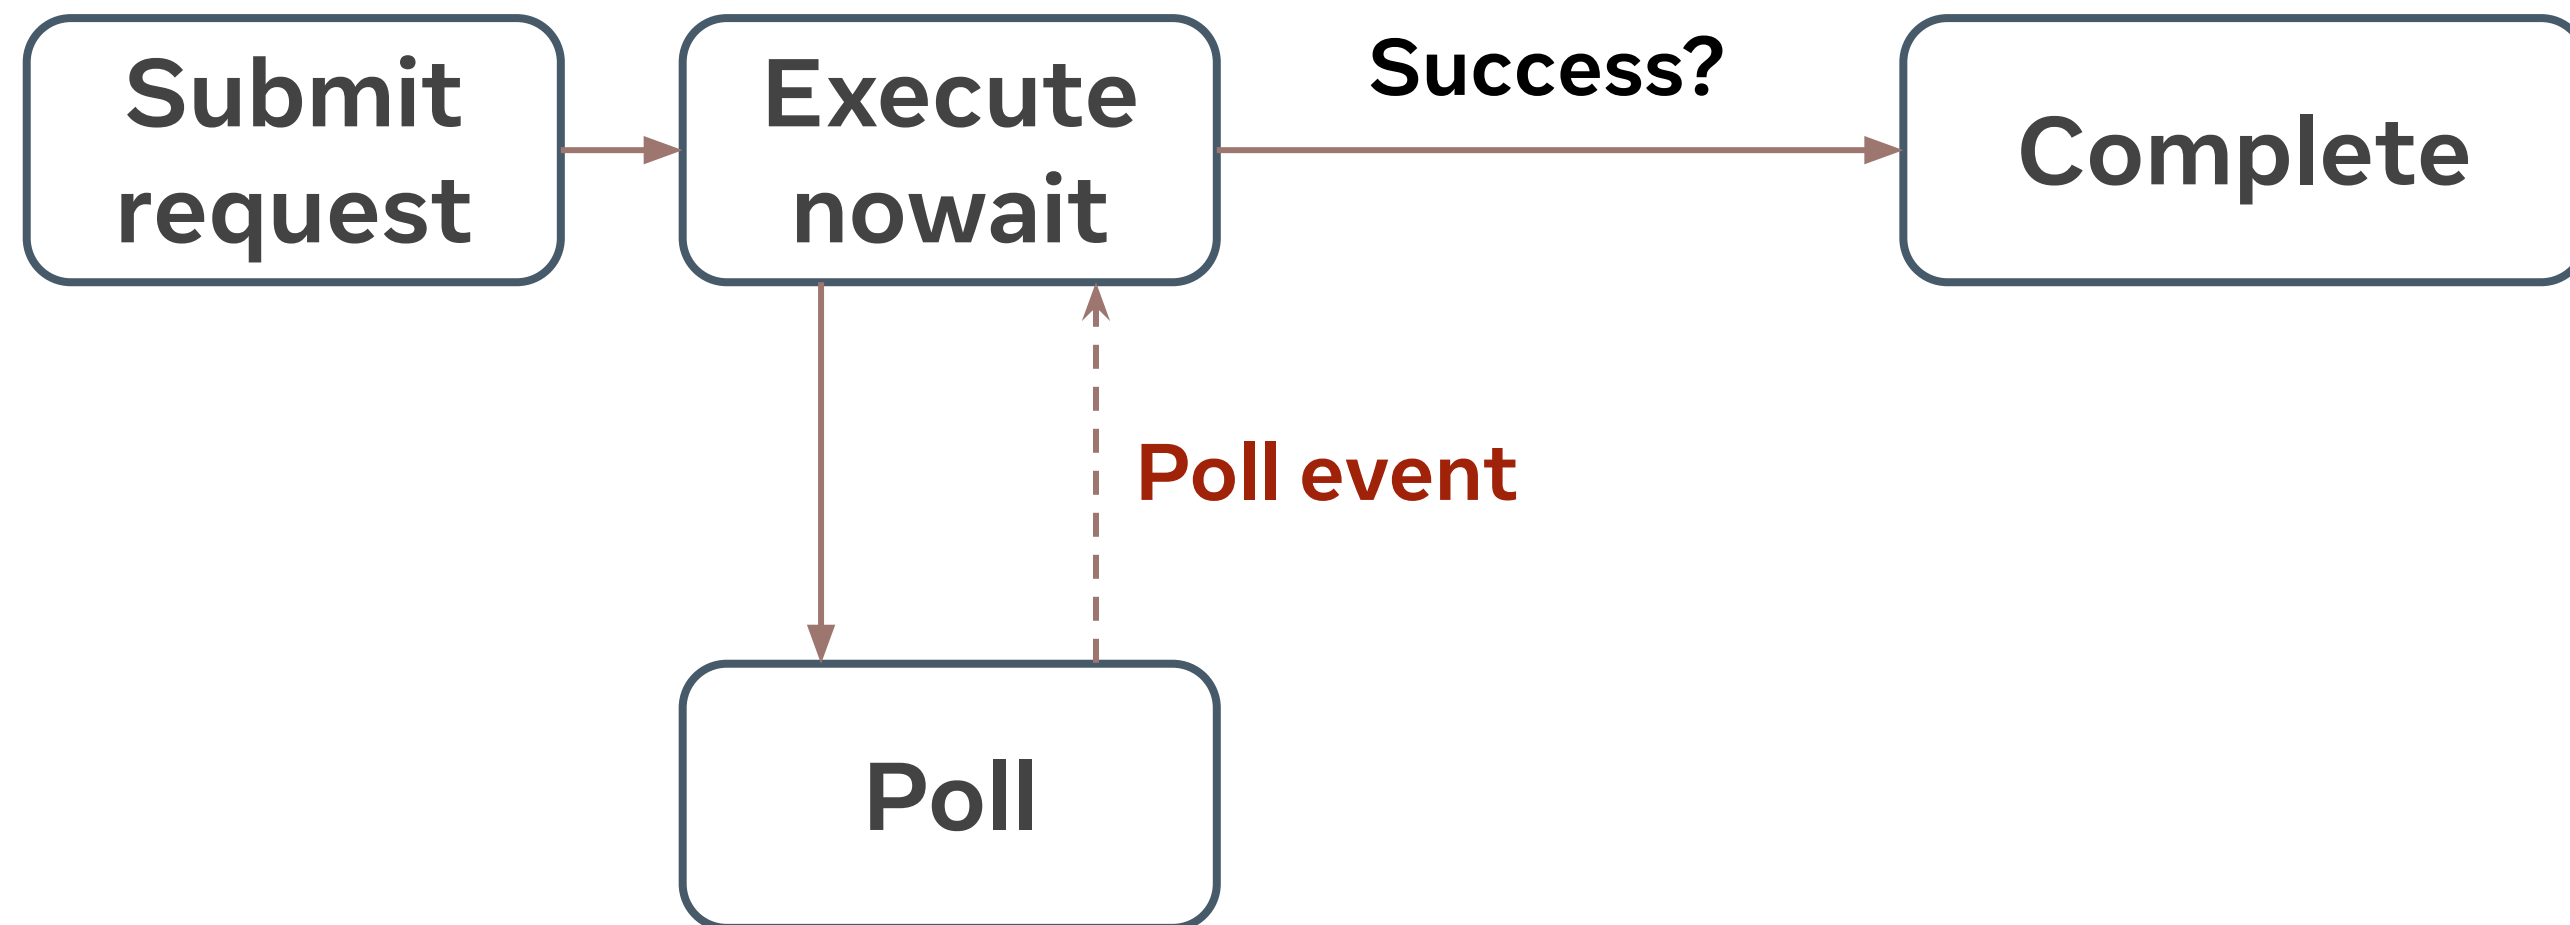 Submit
request
Execute
nowait
Success?
Complete
Poll event
Poll